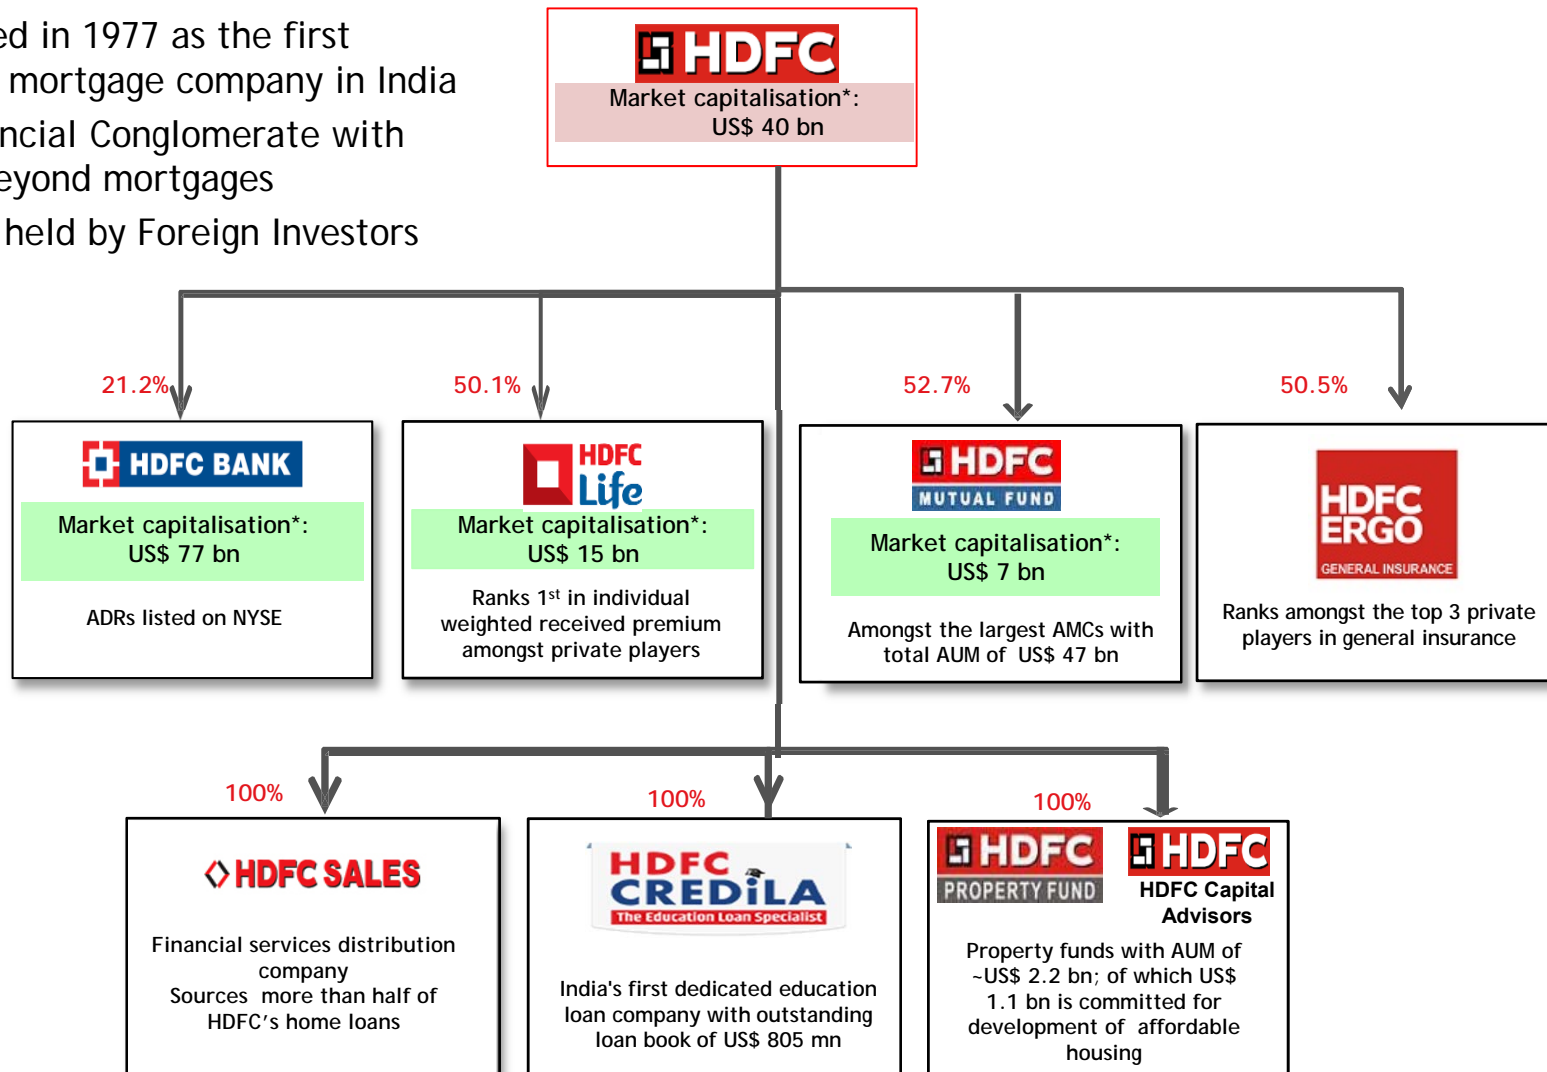 ed in 1977 as the first
mortgage company in India
ncial Conglomerate with
eyond mortgages
held by Foreign Investors
HDFC
Market capitalisation*:
US$ 40 bn
21.2%
50.1%
52.7%
50.5%
HDFC BANK
Market capitalisation*:
US$ 77 bn
ADRs listed on NYSE
HDFC
Life
Market capitalisation*:
US$ 15 bn
Ranks 1st in individual
weighted received premium
amongst private players
HDFC
MUTUAL FUND
Market capitalisation*:
US$ 7 bn
Amongst the largest AMCs with
total AUM of US$ 47 bn
HDFC
ERGO
GENERAL INSURANCE
Ranks amongst the top 3 private
players in general insurance
100%
100%
100%
HDFC SALES
Financial services distribution
company
Sources more than half of
HDFC's home loans
HDFC
CREDiLA
The Education Loan Specialist
India's first dedicated education
loan company with outstanding
loan book of US$ 805 mn
HDFC
PROPERTY FUND
HDFC
HDFC Capital
Advisors
Property funds with AUM of
~US$ 2.2 bn; of which US$
1.1 bn is committed for
development of affordable
housing